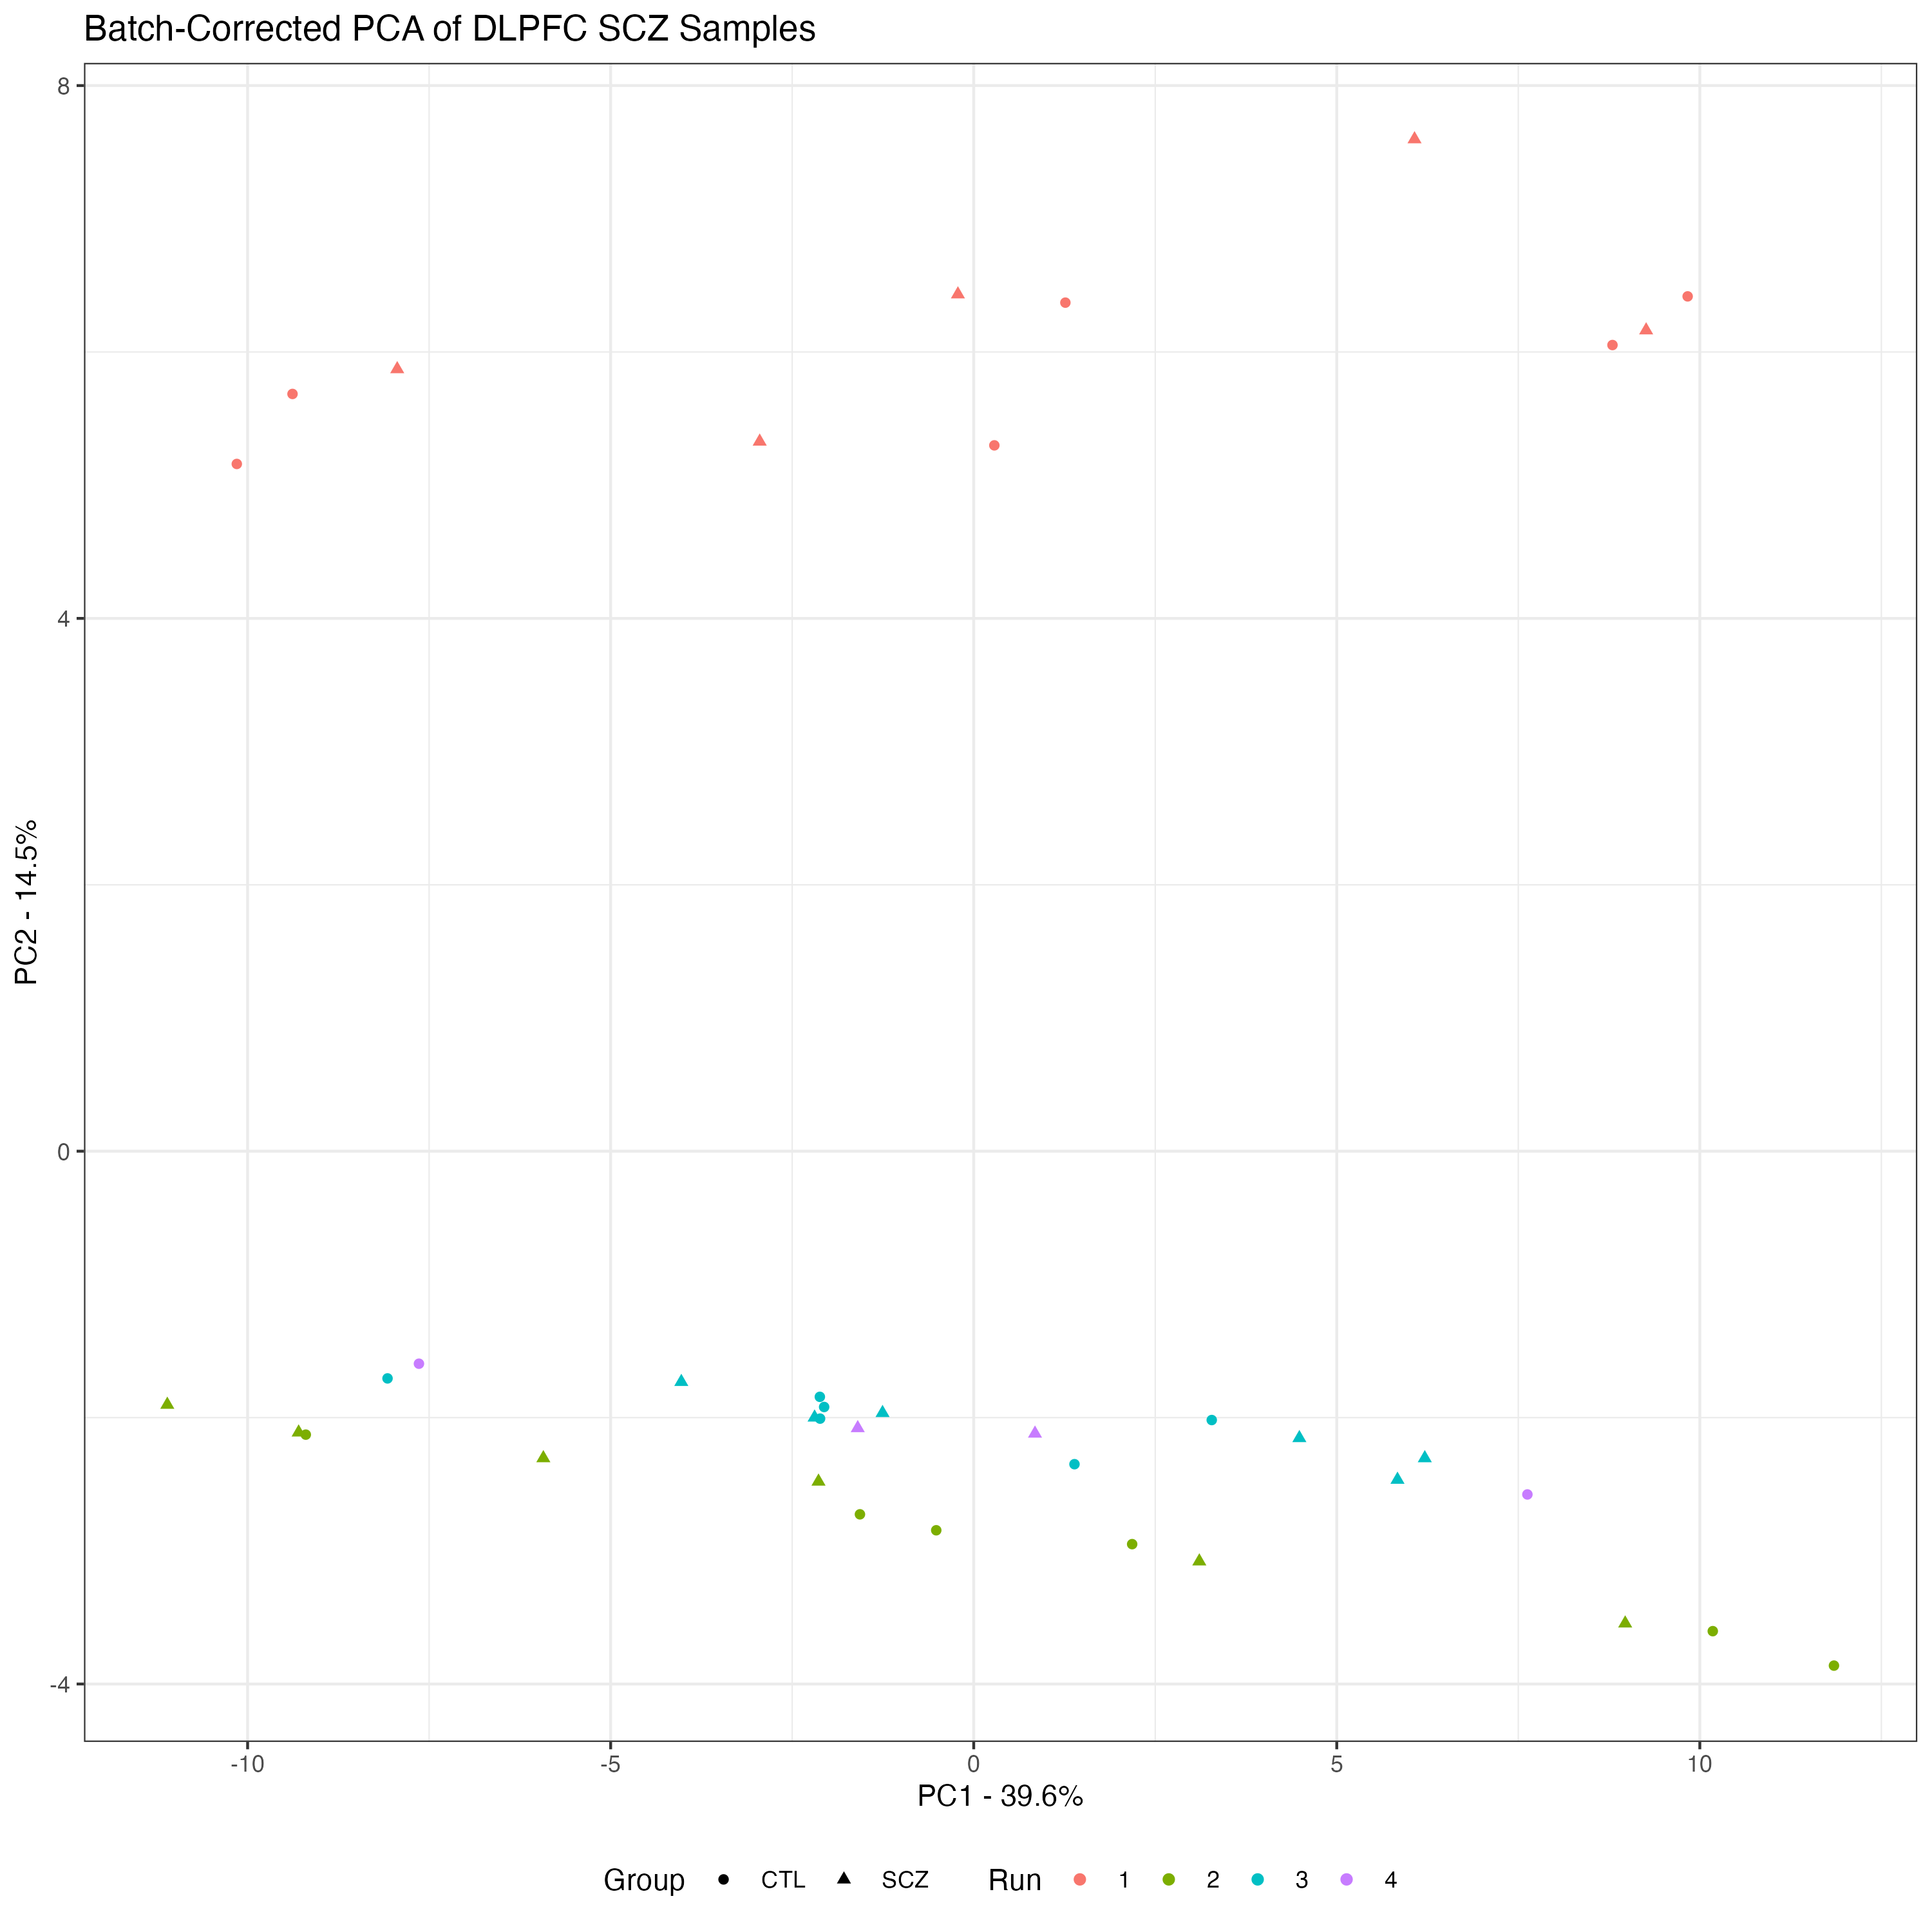 Batch-Corrected PCA of DLPFC SCZ Samples
8
4
0
-4
PC2 - 14.5%
-10 -5 0 5 10
PC1 - 39.6%
Group CTL SCZ Run 1 2 3 4